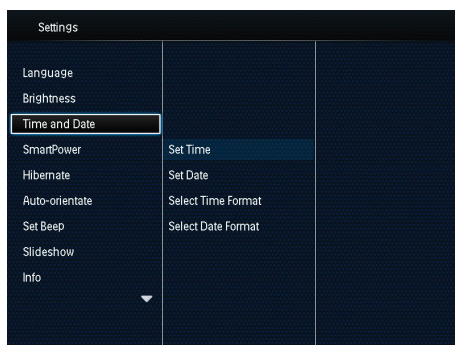 Settings
Language
Brightness
Time and Date
SmartPower
Hibernate
Auto-orientate
Set Beep
Slideshow
Info
Set Time
Set Date
Select Time Format
Select Date Format